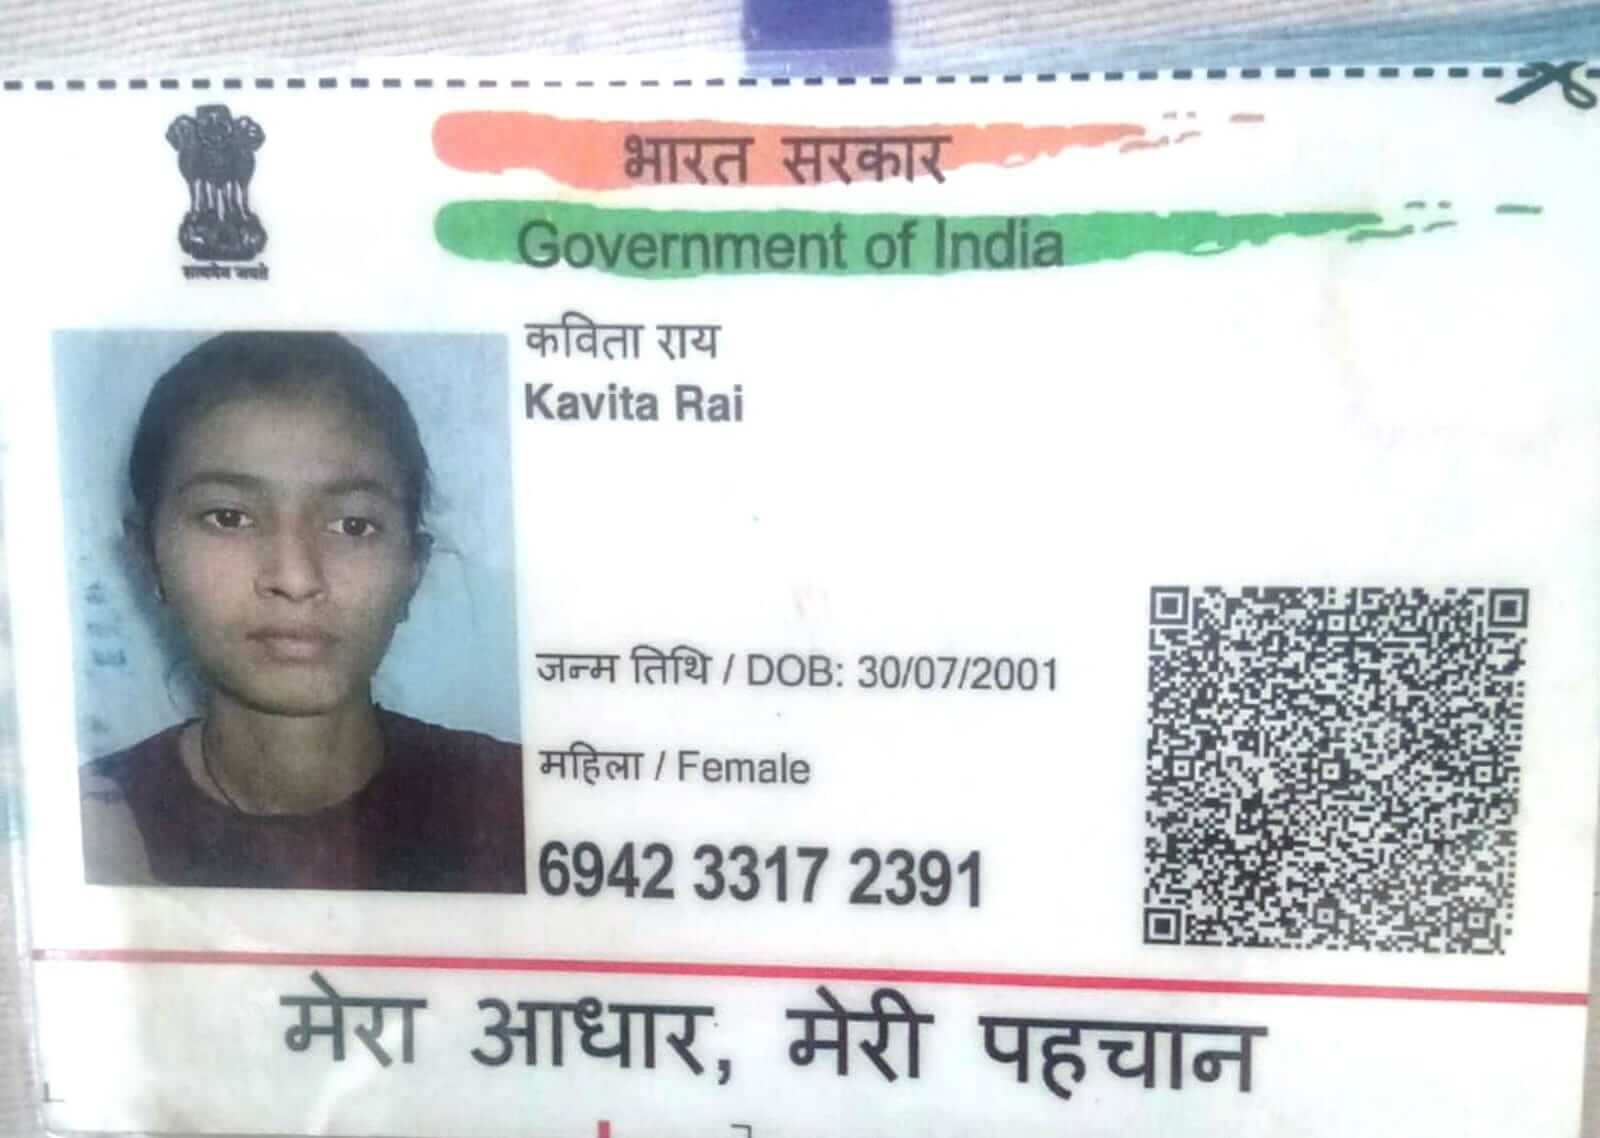 भारत सरकार
Government of India
सत्यमेव जयते
कविता राय
Kavita Rai
जन्म तिथि / DOB: 30/07/2001
महिला / Female
6942 3317 2391
मेरा आधार, मेरी पहचान